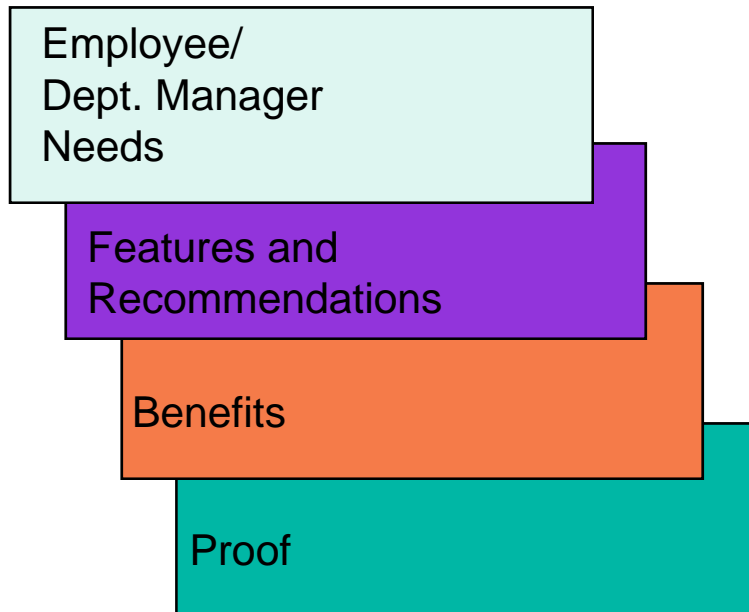 Employee/
Dept. Manager
Needs
Features and
Recommendations
Benefits
Proof